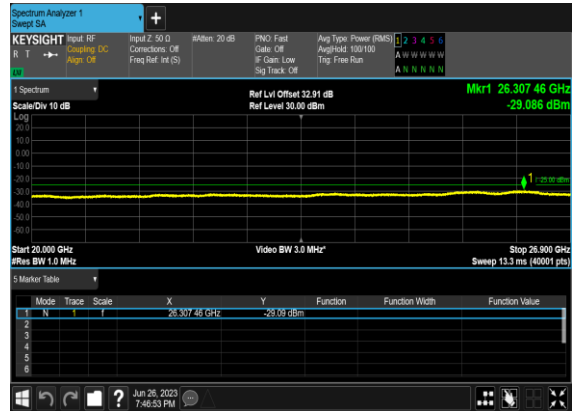 Spectrum Analyzer 1
Swept SA
+
KEYSIGHT
R T
LW
Input: RF
Coupling: DC
Align: Off
Input Z: 50 Ω
Corrections: Off
Freq Ref: Int (S)
#Atten: 20 dB
PNO: Fast
Gate: Off
IF Gain: Low
Sig Track: Off
Avg Type: Power (RMS)
Avg|Hold: 100/100
Trig: Free Run
1 2 3 4 5 6
A W W W W W
A N N N N N
1 Spectrum
Scale/Div 10 dB
Ref Lvl Offset 32.91 dB
Ref Level 30.00 dBm
Mkr1 26.307 46 GHz
-29.086 dBm
Log
20.0
10.0
0.00
-10.0
-20.0
-30.0
-40.0
-50.0
-60.0
1
Start 20.000 GHz
#Res BW 1.0 MHz
Video BW 3.0 MHz*
Stop 26.900 GHz
Sweep 13.3 ms (40001 pts)
5 Marker Table
Mode Trace Scale X Y Function Function Width Function Value
1 N 1 f 26.307 46 GHz -29.09 dBm
2
3
4
5
6
?
Jun 26, 2023
7:46:53 PM